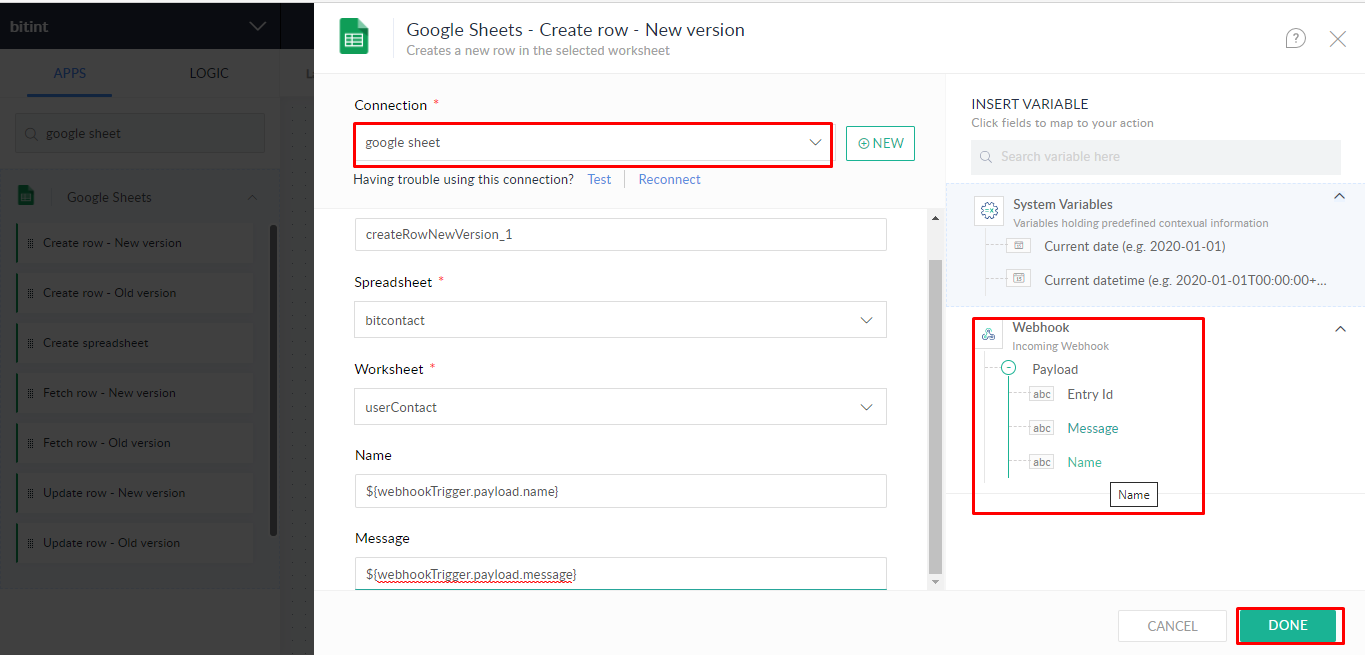 bitint
APPS
LOGIC
google sheet
Google Sheets
Create row - New version
Create row - Old version
Create spreadsheet
Fetch row - New version
Fetch row - Old version
Update row - New version
Update row - Old version
Google Sheets - Create row - New version
Creates a new row in the selected worksheet
?
Connection *
google sheet
NEW
Having trouble using this connection? Test Reconnect
createRowNewVersion_1
Spreadsheet *
bitcontact
Worksheet *
userContact
Name
${webhookTrigger.payload.name}
Message
${webhookTrigger.payload.message}
INSERT VARIABLE
Click fields to map to your action
Search variable here
System Variables
Variables holding predefined contexual information
Current date (e.g. 2020-01-01)
Current datetime (e.g. 2020-01-01T00:00:00+...
Webhook
Incoming Webhook
Payload
abc Entry Id
abc Message
abc Name
Name
CANCEL
DONE